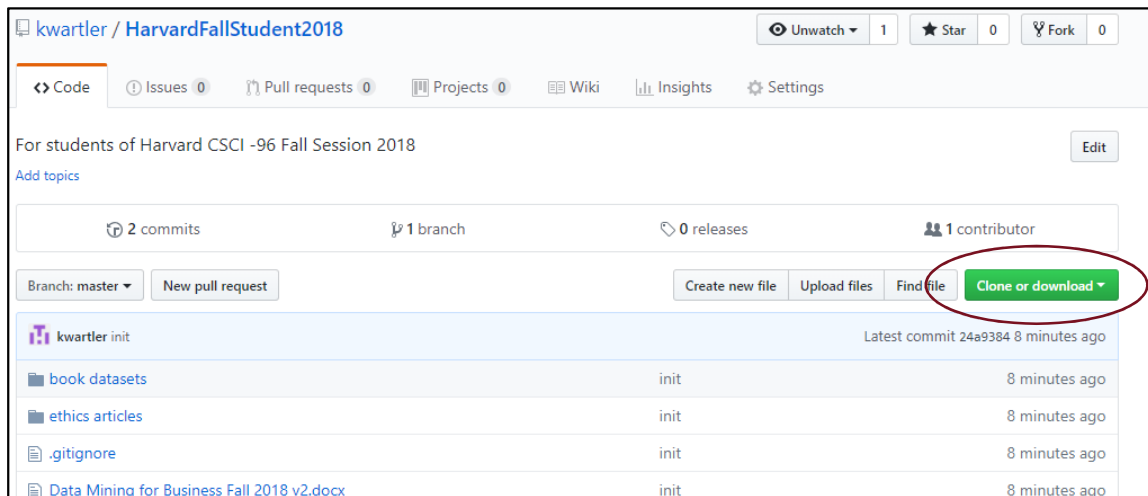 kwartler / HarvardFallStudent2018 Unwatch 1 Star 0 Fork 0
Code Issues 0 Pull requests 0 Projects 0 Wiki Insights Settings
For students of Harvard CSCI -96 Fall Session 2018 Edit
Add topics
2 commits 1 branch 0 releases 1 contributor
Branch: master New pull request Create new file Upload files Find file Clone or download
kwartler init Latest commit 24a9384 8 minutes ago
book datasets init 8 minutes ago
ethics articles init 8 minutes ago
.gitignore init 8 minutes ago
Data Mining for Business Fall 2018 v2.docx init 8 minutes ago